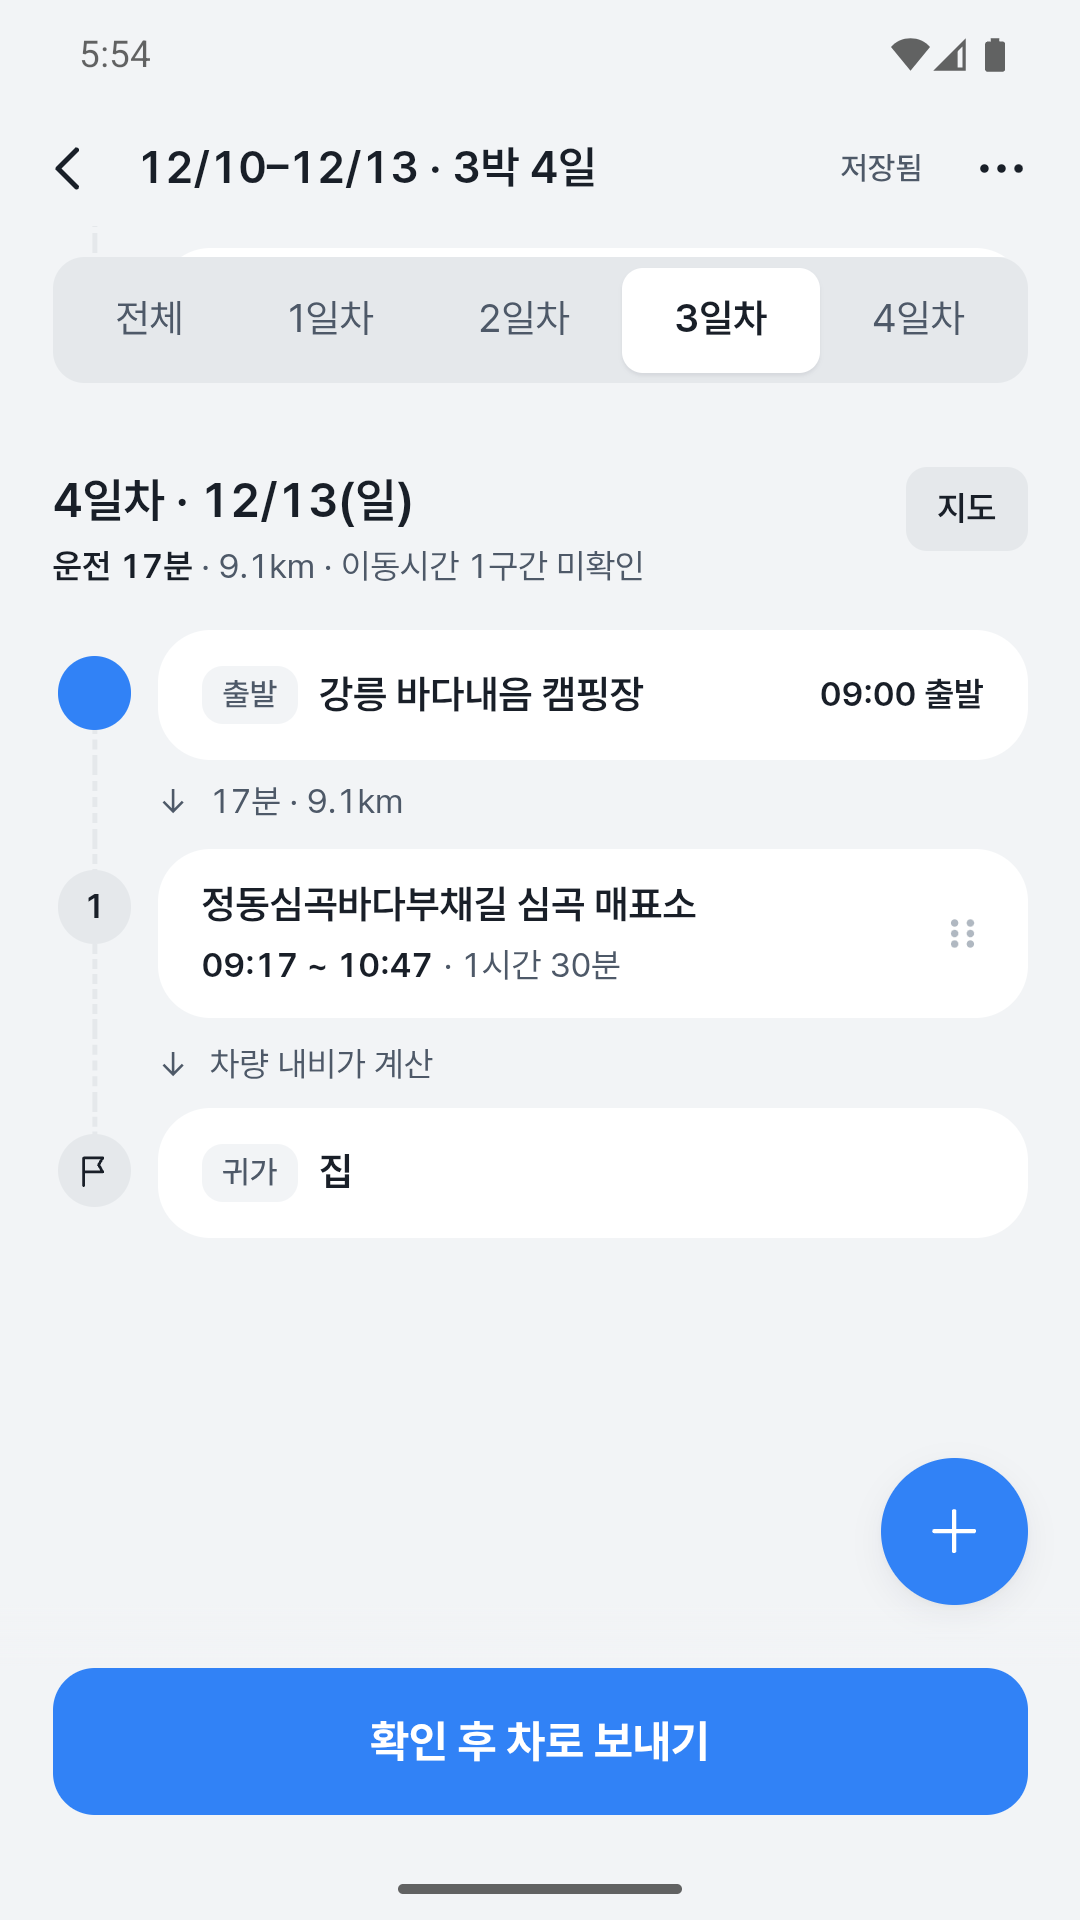 5:54
12/10–12/13 · 3박 4일
저장됨
전체
1일차
2일차
3일차
4일차
4일차 · 12/13(일)
지도
운전 17분 · 9.1km · 이동시간 1구간 미확인
출발
강릉 바다내음 캠핑장
09:00 출발
17분 · 9.1km
1
정동심곡바다부채길 심곡 매표소
09:17 ~ 10:47 · 1시간 30분
차량 내비가 계산
귀가
집
확인 후 차로 보내기